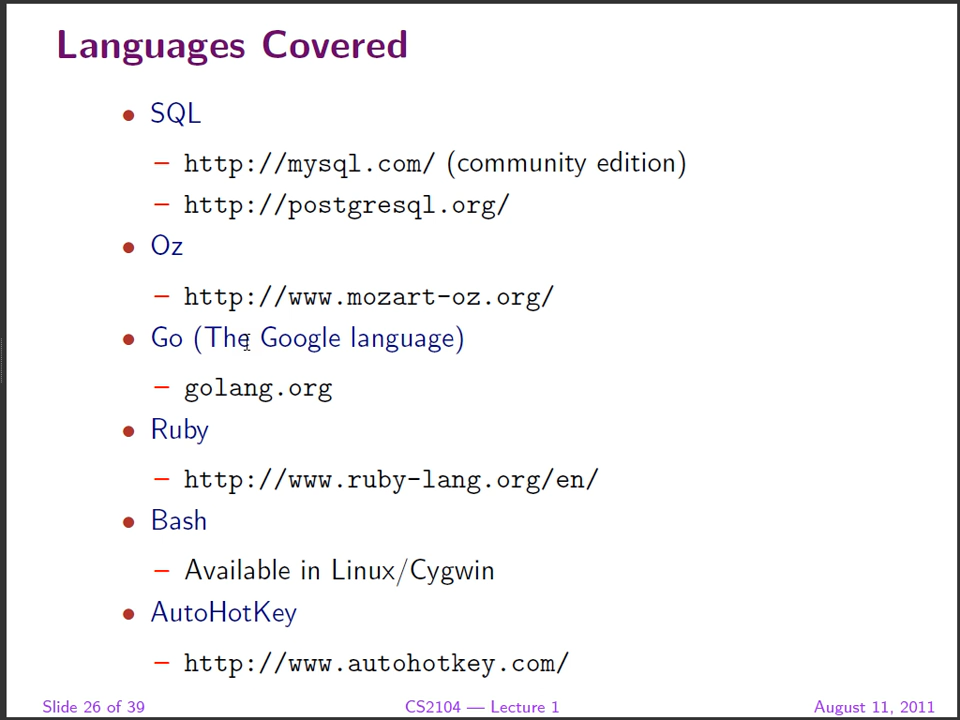 Languages Covered
• SQL
– http://mysql.com/ (community edition)
– http://postgresql.org/
• Oz
– http://www.mozart-oz.org/
• Go (The Google language)
– golang.org
• Ruby
– http://www.ruby-lang.org/en/
• Bash
– Available in Linux/Cygwin
• AutoHotKey
– http://www.autohotkey.com/
Slide 26 of 39 CS2104 — Lecture 1 August 11, 2011